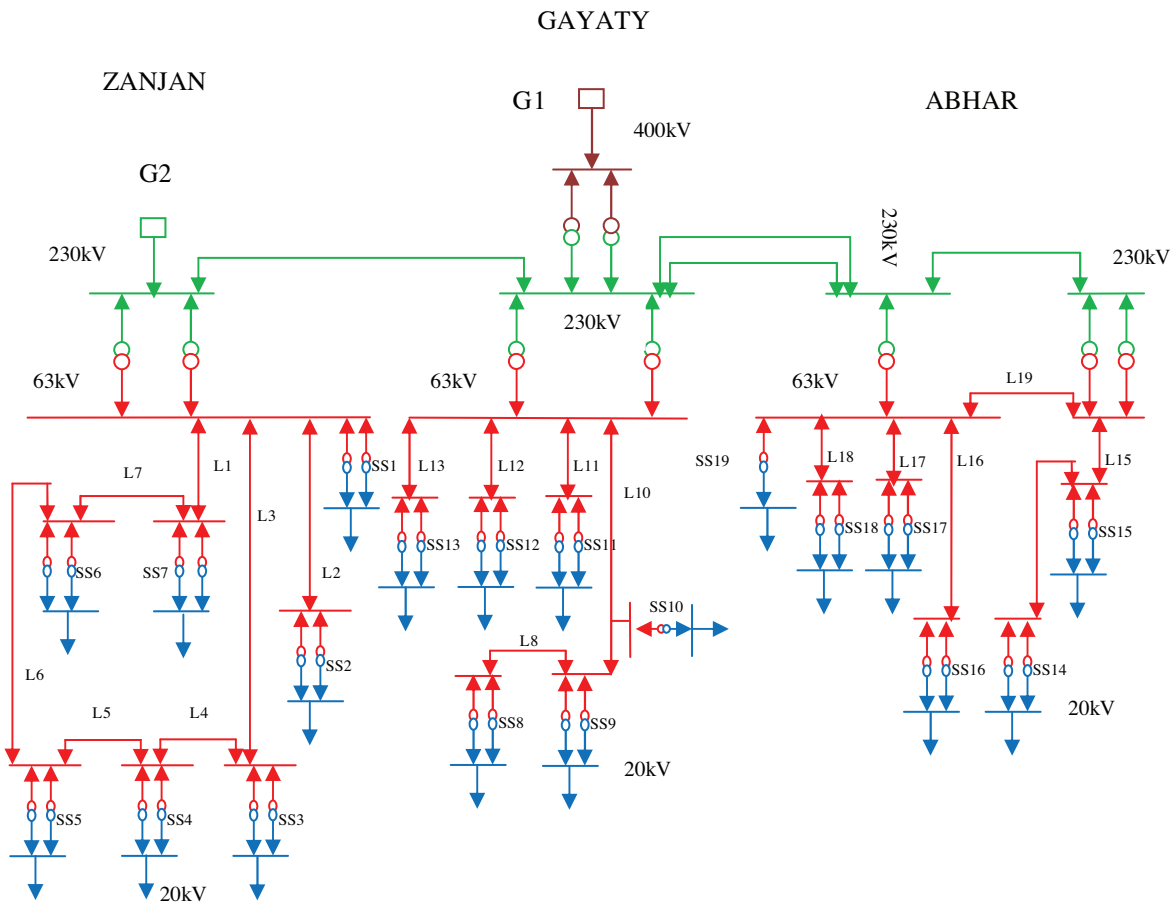 GAYATY
ZANJAN
G1
ABHAR
400kV
G2
230kV
230kV
230kV
230kV
63kV
63kV
63kV
L19
SS1
L13
L12
L11
L10
SS19
L18
L17
L16
L15
L7
L1
L3
L2
SS6
SS7
SS13
SS12
SS11
SS18
SS17
SS15
SS10
L8
SS2
L6
L5
L4
SS8
SS9
SS16
SS14
20kV
20kV
SS5
SS4
SS3
20kV